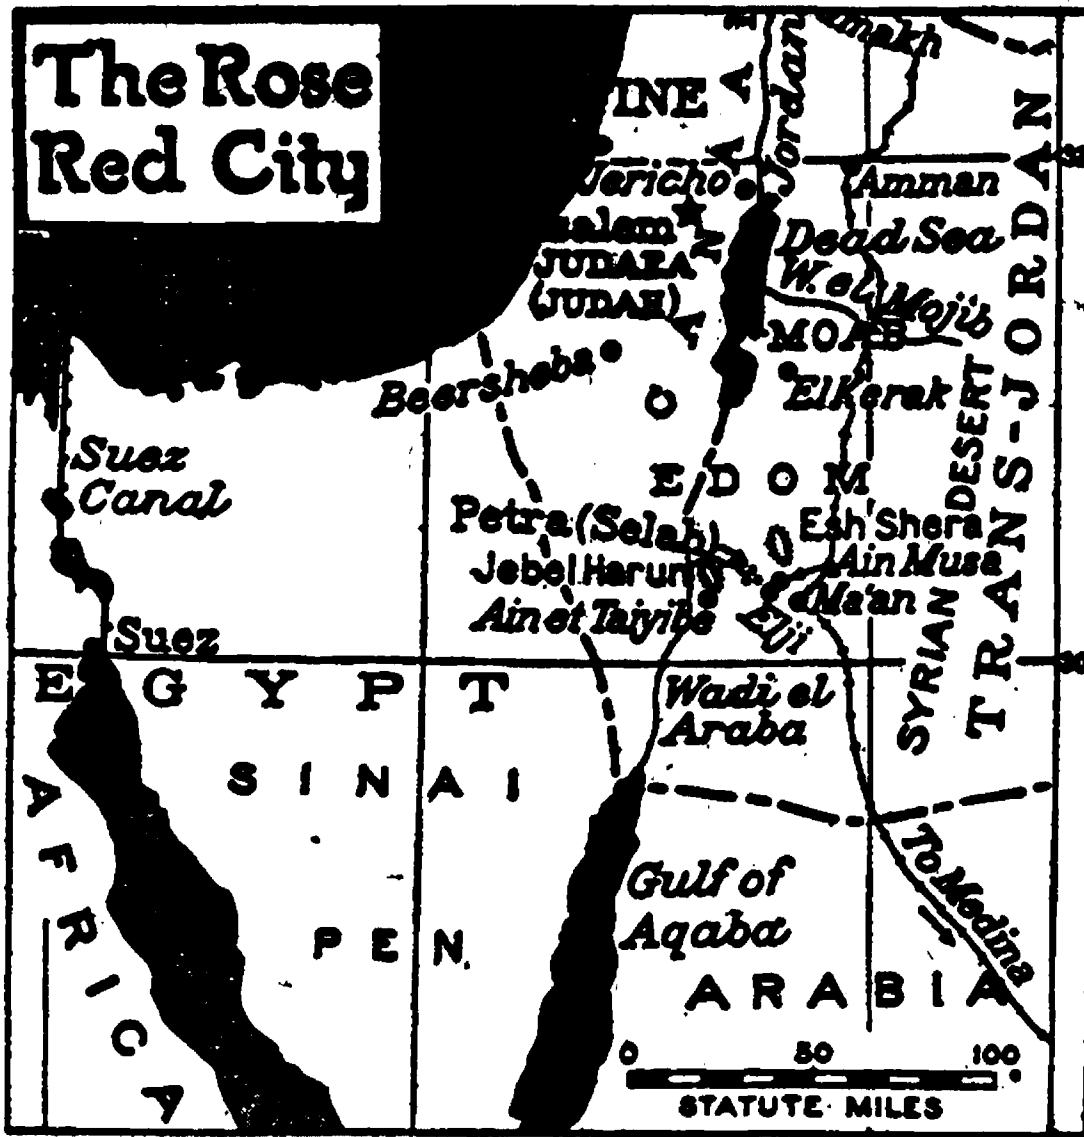 The Rose
Red City
Jordan
Jericho
Amman
Dead Sea
JUDAEA
(JUDAH)
W. el Mojib
MOAB
Beersheba
El Kerak
Suez
Canal
EDOM
Petra (Selah)
Esh'Shera
Jebel Harun
Ain Musa
Ain et Taiyibe
Elji
Ma'an
SYRIAN DESERT
TRANS-JORDAN
Suez
EGYPT
Wadi el
Araba
SINAI
PEN.
AFRICA
Gulf of
Aqaba
To Medina
ARABIA
0 50 100
STATUTE MILES